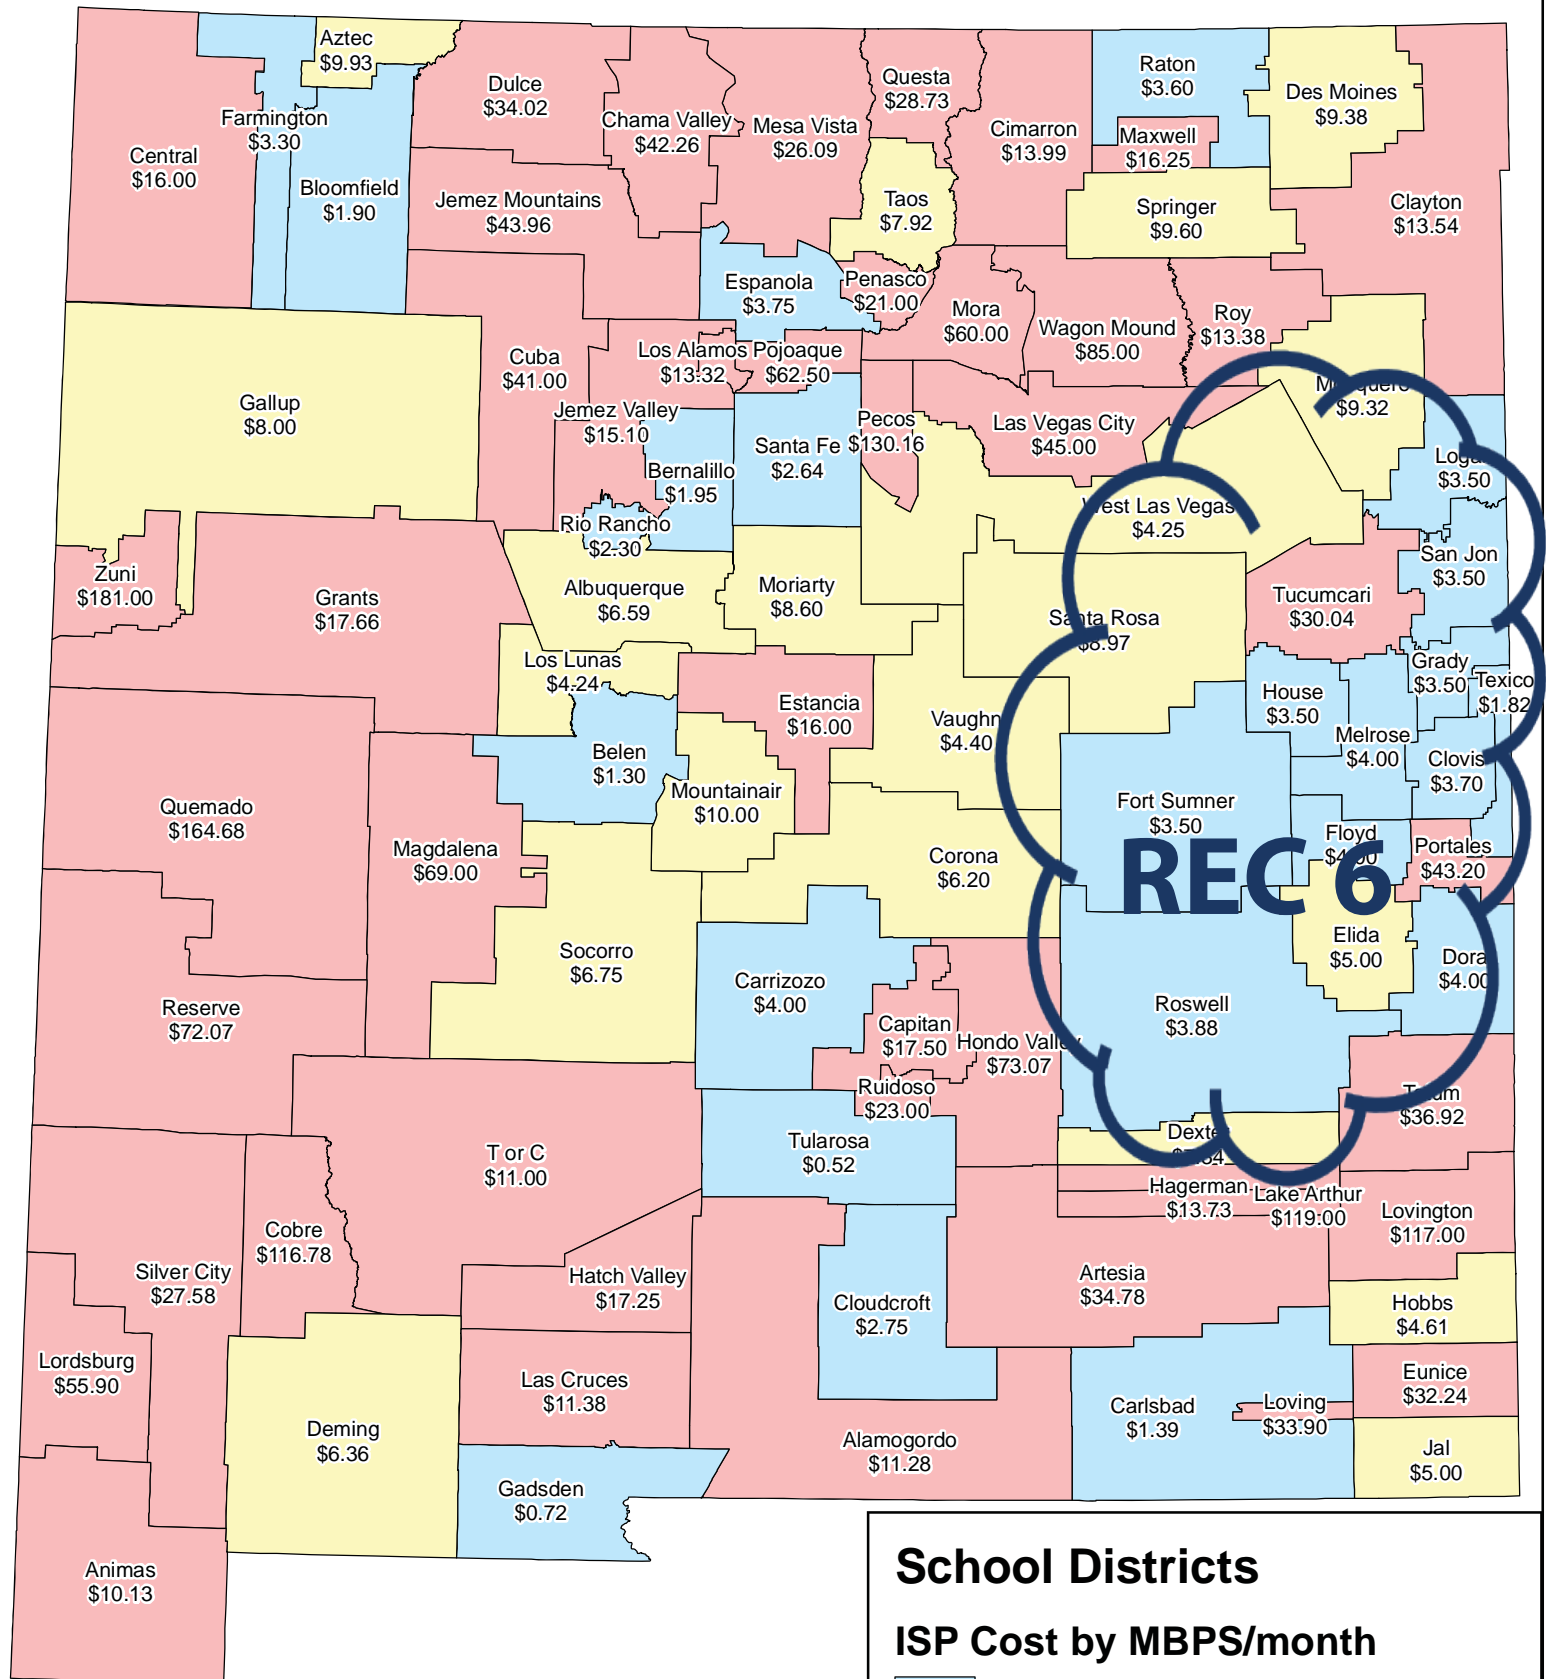 Aztec
$9.93
Dulce
$34.02
Chama Valley
$42.26
Mesa Vista
$26.09
Questa
$28.73
Cimarron
$13.99
Raton
$3.60
Maxwell
$16.25
Des Moines
$9.38
Farmington
$3.30
Central
$16.00
Bloomfield
$1.90
Jemez Mountains
$43.96
Taos
$7.92
Springer
$9.60
Clayton
$13.54
Espanola
$3.75
Penasco
$21.00
Mora
$60.00
Wagon Mound
$85.00
Roy
$13.38
Cuba
$41.00
Los Alamos
$13.32
Pojoaque
$62.50
Gallup
$8.00
Jemez Valley
$15.10
Santa Fe
$2.64
Pecos
$130.16
Las Vegas City
$45.00
$9.32
Bernalillo
$1.95
$3.50
Rio Rancho
$2.30
West Las Vegas
$4.25
San Jon
$3.50
Zuni
$181.00
Grants
$17.66
Albuquerque
$6.59
Moriarty
$8.60
Tucumcari
$30.04
Santa Rosa
$8.97
Los Lunas
$4.24
Grady
$3.50
Texico
$1.82
House
$3.50
Estancia
$16.00
Vaughn
$4.40
Melrose
$4.00
Belen
$1.30
Clovis
$3.70
Mountainair
$10.00
Quemado
$164.68
Fort Sumner
$3.50
Magdalena
$69.00
Corona
$6.20
Floyd
$4.00
Portales
$43.20
REC 6
Socorro
$6.75
Elida
$5.00
Dora
$4.00
Carrizozo
$4.00
Reserve
$72.07
Roswell
$3.88
Capitan
$17.50
Hondo Valley
$73.07
Ruidoso
$23.00
$36.92
Tularosa
$0.52
Dexter
T or C
$11.00
Hagerman
$13.73
Lake Arthur
$119.00
Lovington
$117.00
Cobre
$116.78
Silver City
$27.58
Hatch Valley
$17.25
Cloudcroft
$2.75
Artesia
$34.78
Hobbs
$4.61
Lordsburg
$55.90
Las Cruces
$11.38
Eunice
$32.24
Carlsbad
$1.39
Loving
$33.90
Deming
$6.36
Alamogordo
$11.28
Jal
$5.00
Gadsden
$0.72
Animas
$10.13
School Districts
ISP Cost by MBPS/month